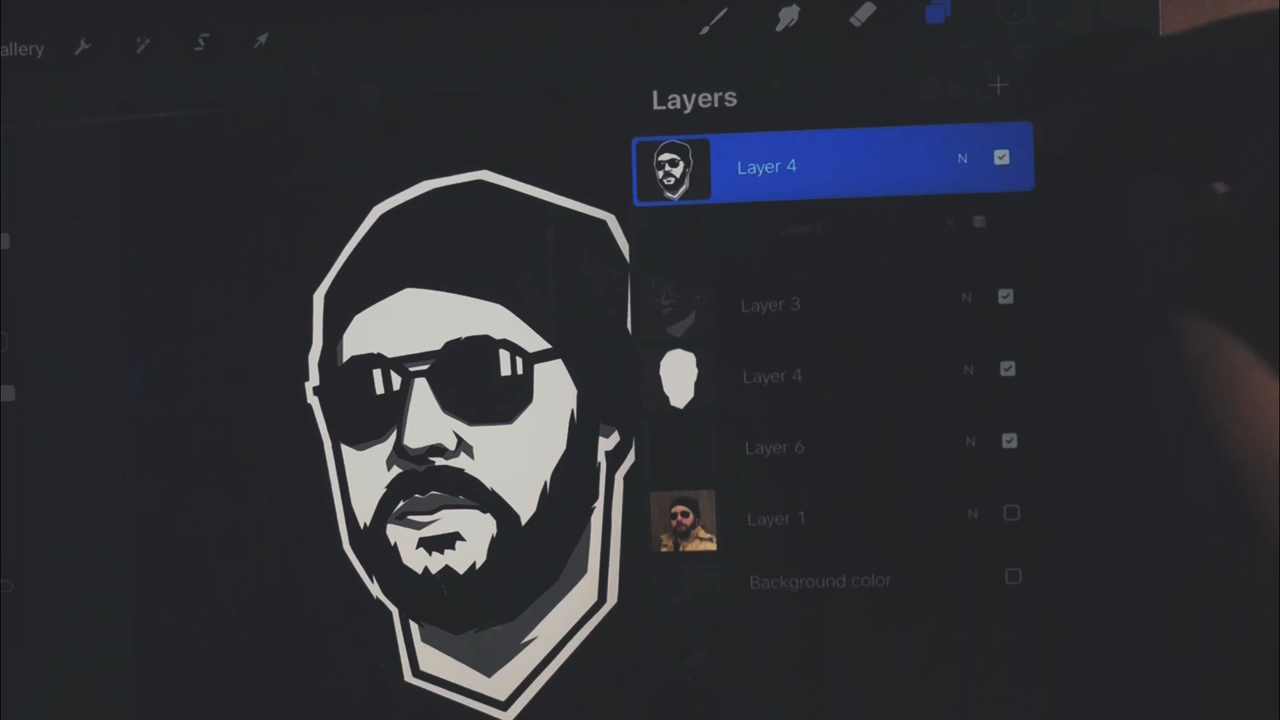 allery
Layers
Layer 4 N
Layer 3 N
Layer 4 N
Layer 6 N
Layer 1 N
Background color